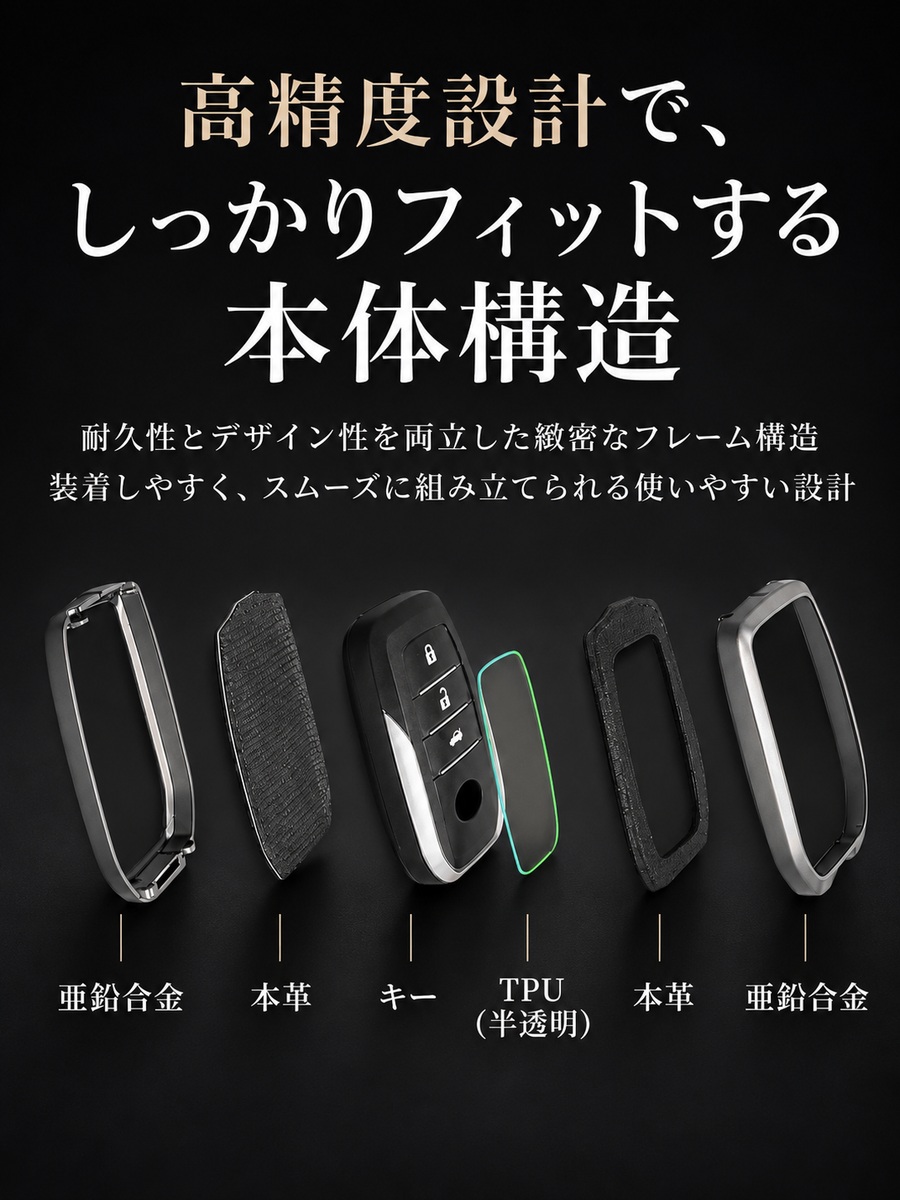 高精度設計で、
しっかりフィットする
本体構造
耐久性とデザイン性を両立した緻密なフレーム構造
装着しやすく、スムーズに組み立てられる使いやすい設計
亜鉛合金
本革
キー
TPU
(半透明)
本革
亜鉛合金